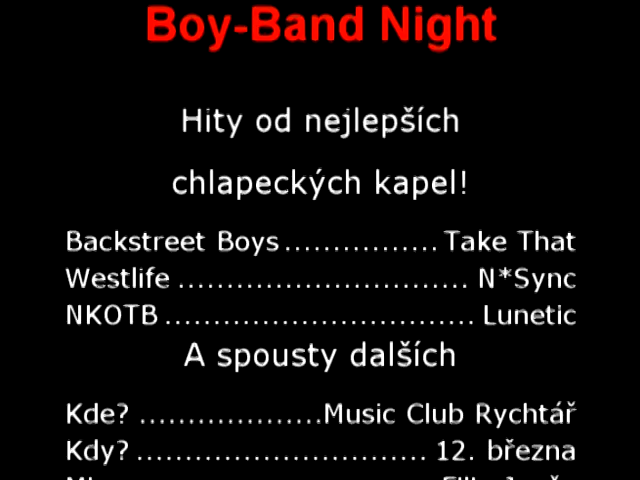 Boy-Band Night
Hity od nejlepších
chlapeckých kapel!
Backstreet Boys................Take That
Westlife .............................. N*Sync
NKOTB................................ Lunetic
A spousty dalších
Kde? ...................Music Club Rychtář
Kdy?.............................. 12. března